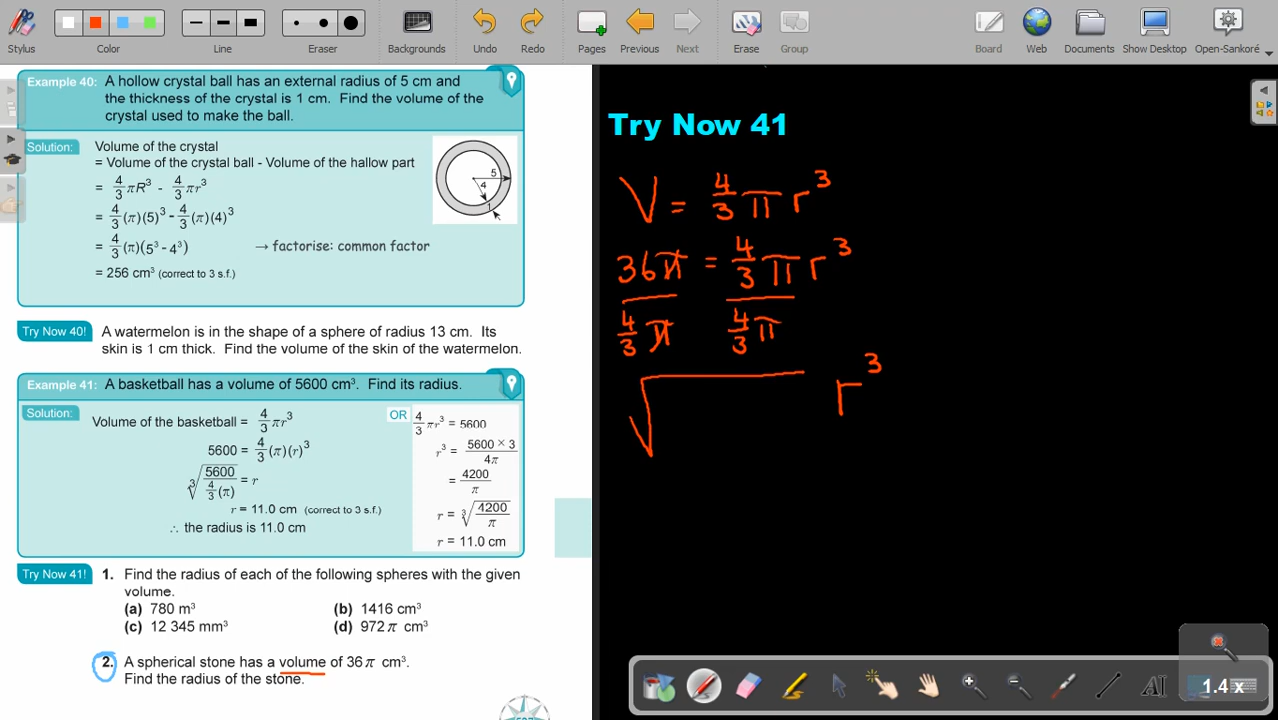 Stylus Color Line Eraser Backgrounds Undo Redo Pages Previous Next Erase Group Board Web Documents Show Desktop Open-Sankoré
Example 40: A hollow crystal ball has an external radius of 5 cm and
the thickness of the crystal is 1 cm. Find the volume of the
crystal used to make the ball.
Solution: Volume of the crystal
= Volume of the crystal ball - Volume of the hallow part
= 4/3 πR³ - 4/3 πr³
= 4/3 (π)(5)³ - 4/3 (π)(4)³
= 4/3 (π)(5³ - 4³) → factorise: common factor
= 256 cm³ (correct to 3 s.f.)
5
4
1
Try Now 40! A watermelon is in the shape of a sphere of radius 13 cm. Its
skin is 1 cm thick. Find the volume of the skin of the watermelon.
Example 41: A basketball has a volume of 5600 cm³. Find its radius.
Solution:
Volume of the basketball = 4/3 πr³
5600 = 4/3 (π)(r)³
∛(5600 / 4/3 (π)) = r
r = 11.0 cm (correct to 3 s.f.)
∴ the radius is 11.0 cm
OR 4/3 πr³ = 5600
r³ = 5600 × 3 / 4π
= 4200 / π
r = ∛(4200 / π)
r = 11.0 cm
Try Now 41! 1. Find the radius of each of the following spheres with the given
volume.
(a) 780 m³ (b) 1416 cm³
(c) 12 345 mm³ (d) 972 π cm³
2. A spherical stone has a volume of 36 π cm³.
Find the radius of the stone.
Try Now 41
V = 4/3 π r³
36π = 4/3 π r³
4/3 π 4/3 π
√ r³
1.4 x